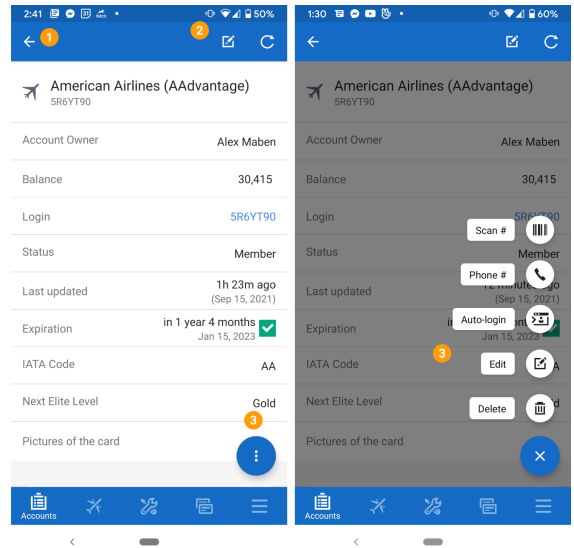 2:41
31
50%
1
2
American Airlines (AAdvantage)
5R6YT90
Account Owner
Alex Maben
Balance
30,415
Login
5R6YT90
Status
Member
Last updated
1h 23m ago
(Sep 15, 2021)
Expiration
in 1 year 4 months
Jan 15, 2023
IATA Code
AA
Next Elite Level
Gold
3
Pictures of the card
Accounts
1:30
60%
American Airlines (AAdvantage)
5R6YT90
Account Owner
Alex Maben
Balance
30,415
Login
5R6YT90
Scan #
Status
Member
Phone #
Last updated
(Sep 15, 2021)
Auto-login
Expiration
Jan 15, 2023
3
IATA Code
Edit
Next Elite Level
Delete
Pictures of the card
Accounts